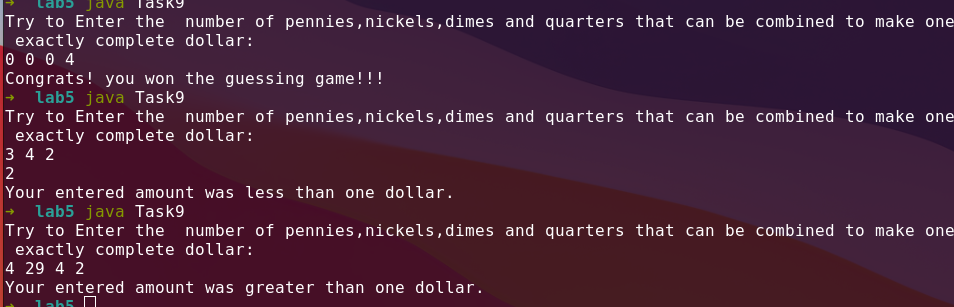 → lab5 java Task9
Try to Enter the  number of pennies,nickels,dimes and quarters that can be combined to make one
 exactly complete dollar:
0 0 0 4
Congrats! you won the guessing game!!!
→ lab5 java Task9
Try to Enter the  number of pennies,nickels,dimes and quarters that can be combined to make one
 exactly complete dollar:
3 4 2
2
Your entered amount was less than one dollar.
→ lab5 java Task9
Try to Enter the  number of pennies,nickels,dimes and quarters that can be combined to make one
 exactly complete dollar:
4 29 4 2
Your entered amount was greater than one dollar.
→ lab5